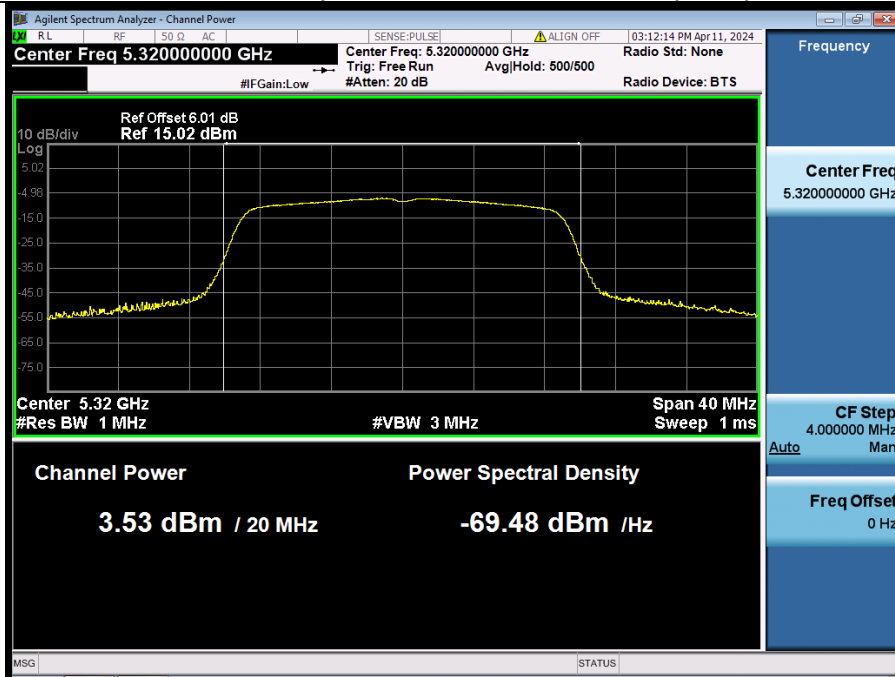 Agilent Spectrum Analyzer - Channel Power
LXI RL RF 50 Ω AC SENSE:PULSE ALIGN OFF 03:12:14 PM Apr 11, 2024
Center Freq 5.320000000 GHz
Center Freq: 5.320000000 GHz
Radio Std: None
Trig: Free Run Avg|Hold: 500/500
#IFGain:Low
#Atten: 20 dB
Radio Device: BTS
Frequency
Ref Offset 6.01 dB
10 dB/div Ref 15.02 dBm
Log
5.02
-4.98
-15.0
-25.0
-35.0
-45.0
-55.0
-65.0
-75.0
Center 5.32 GHz Span 40 MHz
#Res BW 1 MHz #VBW 3 MHz Sweep 1 ms
Channel Power
Power Spectral Density
3.53 dBm / 20 MHz
-69.48 dBm /Hz
Center Freq
5.320000000 GHz
CF Step
4.000000 MHz
Auto Man
Freq Offset
0 Hz
MSG STATUS